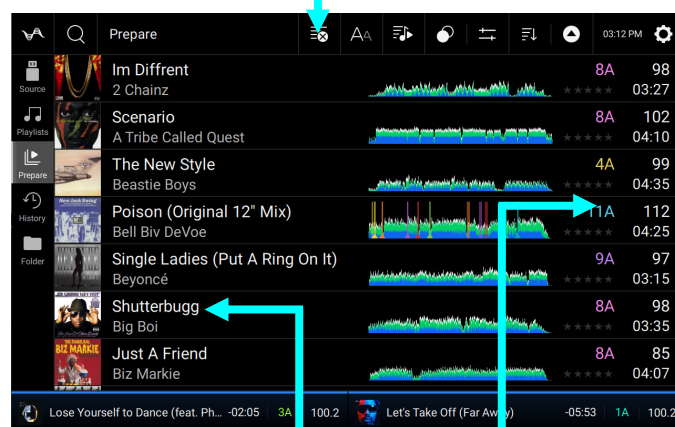 Prepare
AA
03:12 PM
Source
Playlists
Prepare
History
Folder
Im Diffrent
2 Chainz
8A 98
03:27
Scenario
A Tribe Called Quest
8A 102
04:10
The New Style
Beastie Boys
4A 99
04:35
Poison (Original 12" Mix)
Bell Biv DeVoe
11A 112
04:25
Single Ladies (Put A Ring On It)
Beyoncé
9A 97
03:15
Shutterbugg
Big Boi
8A 98
03:35
Just A Friend
Biz Markie
8A 85
04:07
BIZ MARKIE
Lose Yourself to Dance (feat. Ph... -02:05 3A 100.2
Let's Take Off (Far Away) -05:53 1A 100.2